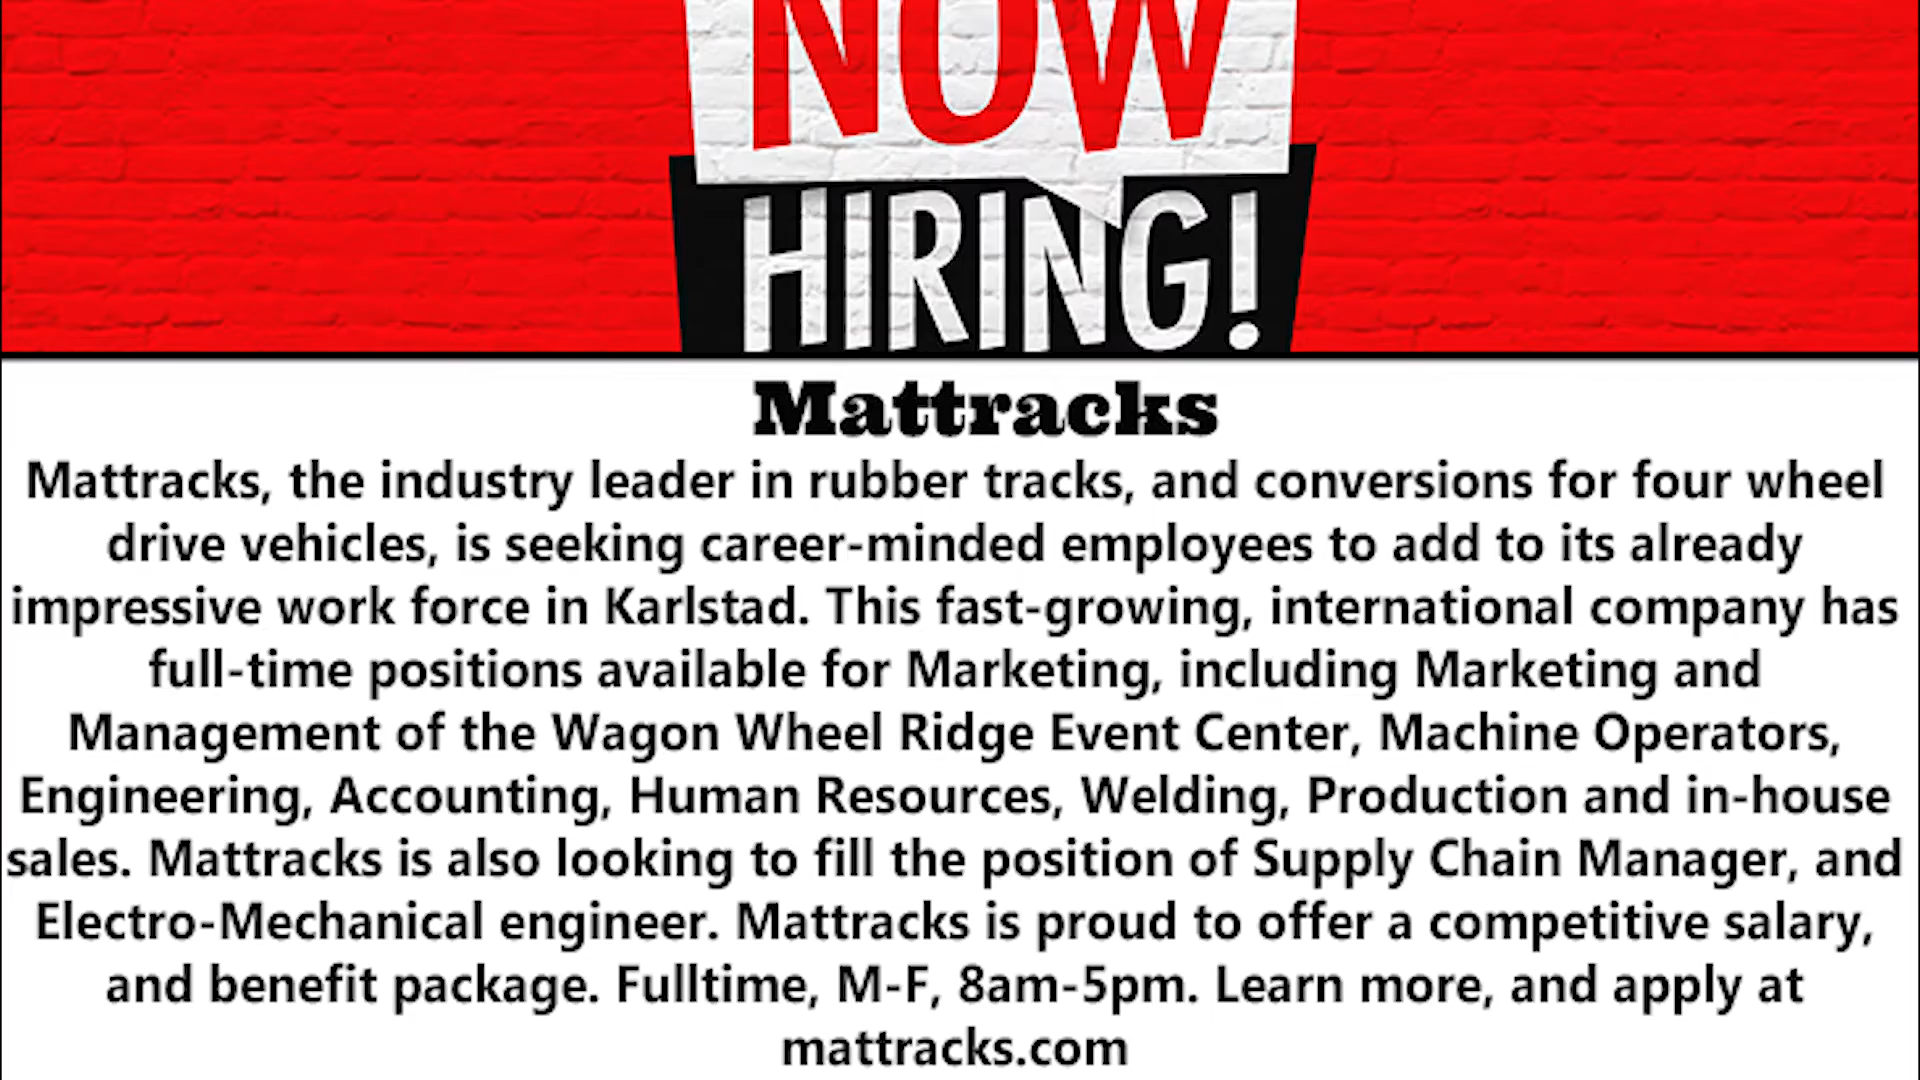 NOW
HIRING!
Mattracks
Mattracks, the industry leader in rubber tracks, and conversions for four wheel
drive vehicles, is seeking career-minded employees to add to its already
impressive work force in Karlstad. This fast-growing, international company has
full-time positions available for Marketing, including Marketing and
Management of the Wagon Wheel Ridge Event Center, Machine Operators,
Engineering, Accounting, Human Resources, Welding, Production and in-house
sales. Mattracks is also looking to fill the position of Supply Chain Manager, and
Electro-Mechanical engineer. Mattracks is proud to offer a competitive salary,
and benefit package. Fulltime, M-F, 8am-5pm. Learn more, and apply at
mattracks.com